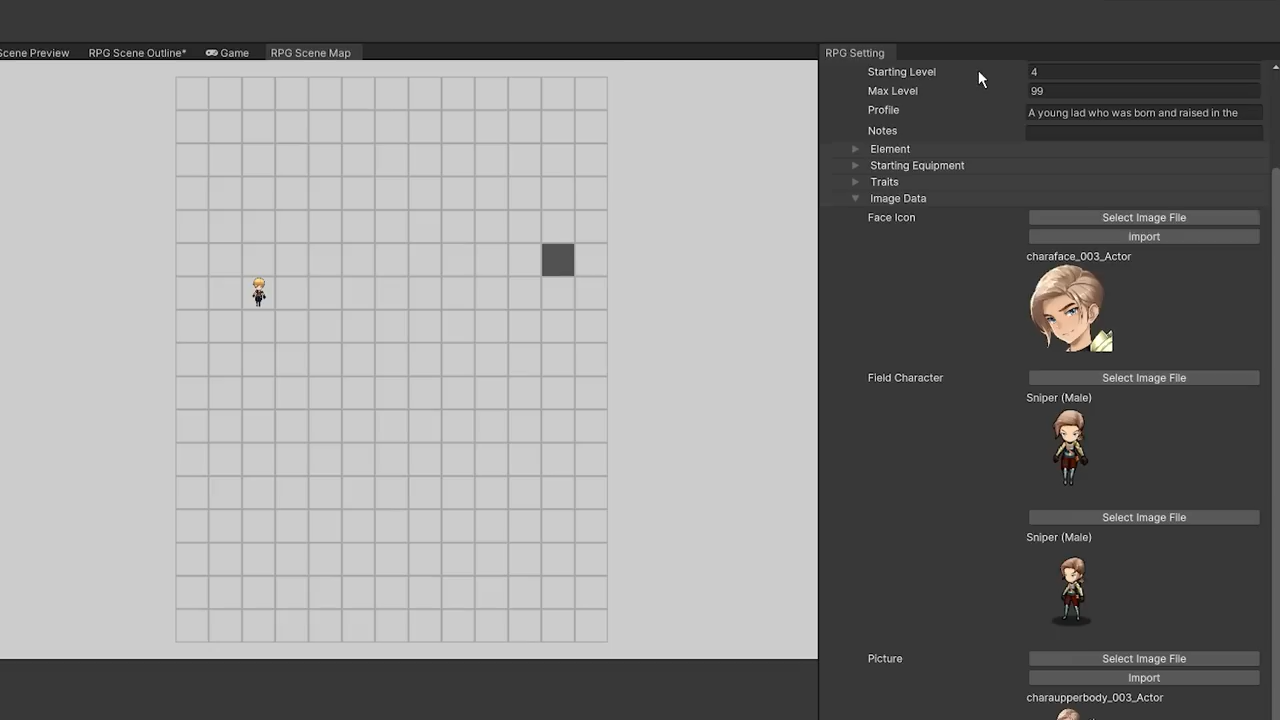 Scene Preview
RPG Scene Outline*
Game
RPG Scene Map
RPG Setting
Starting Level
4
Max Level
99
Profile
A young lad who was born and raised in the
Notes
Element
Starting Equipment
Traits
Image Data
Face Icon
Select Image File
Import
charaface_003_Actor
Field Character
Select Image File
Sniper (Male)
Select Image File
Sniper (Male)
Picture
Select Image File
Import
charaupperbody_003_Actor